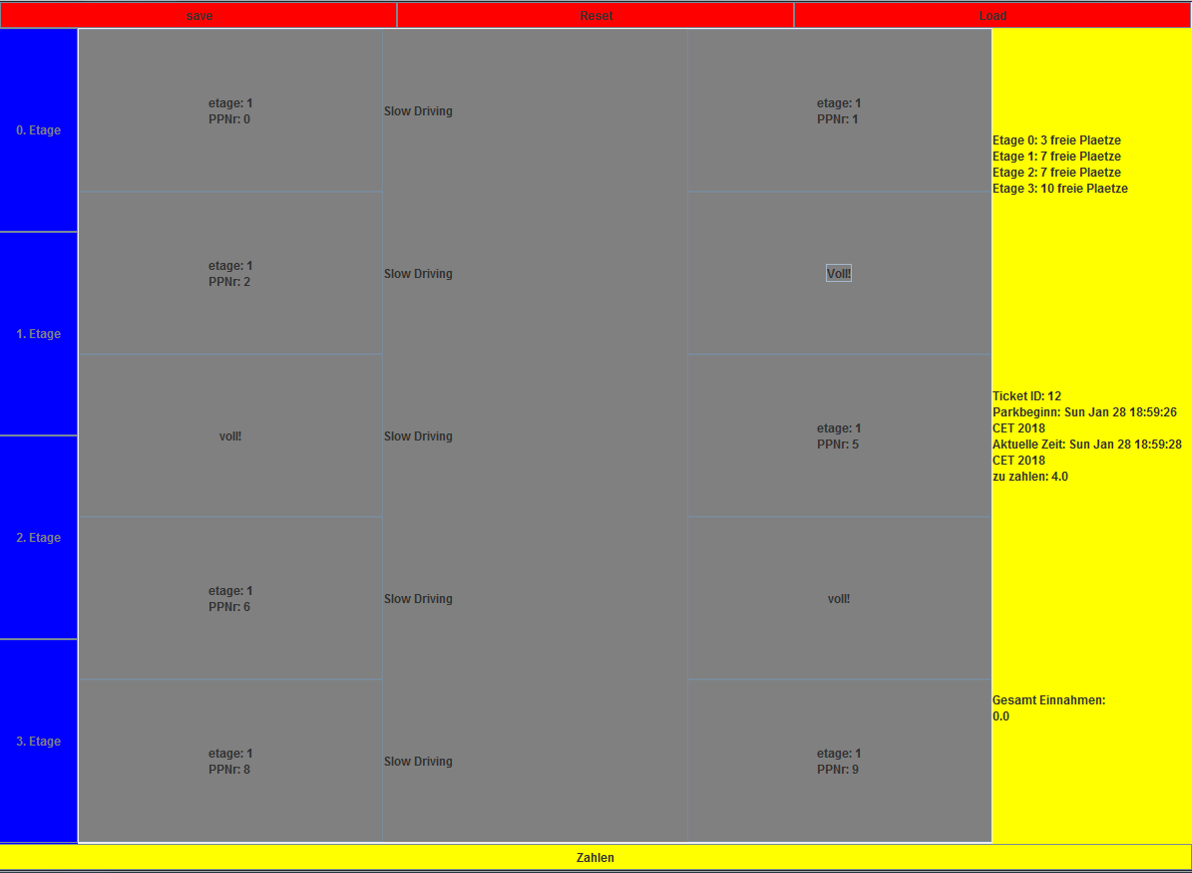 save
Reset
Load
0. Etage
1. Etage
2. Etage
3. Etage
etage: 1
PPNr: 0
Slow Driving
etage: 1
PPNr: 1
etage: 1
PPNr: 2
Slow Driving
Voll!
voll!
Slow Driving
etage: 1
PPNr: 5
etage: 1
PPNr: 6
Slow Driving
voll!
etage: 1
PPNr: 8
Slow Driving
etage: 1
PPNr: 9
Etage 0: 3 freie Plaetze
Etage 1: 7 freie Plaetze
Etage 2: 7 freie Plaetze
Etage 3: 10 freie Plaetze
Ticket ID: 12
Parkbeginn: Sun Jan 28 18:59:26
CET 2018
Aktuelle Zeit: Sun Jan 28 18:59:28
CET 2018
zu zahlen: 4.0
Gesamt Einnahmen:
0.0
Zahlen